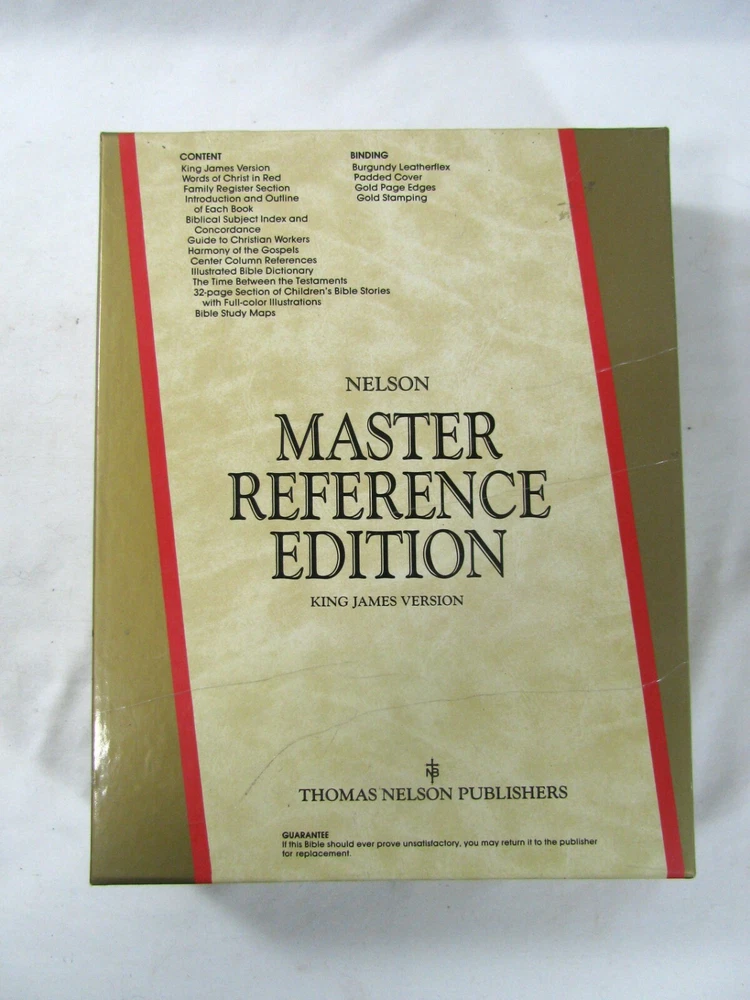 CONTENT
King James Version
Words of Christ in Red
Family Register Section
Introduction and Outline
of Each Book
Biblical Subject Index and
Concordance
Guide to Christian Workers
Harmony of the Gospels
Center Column References
Illustrated Bible Dictionary
The Time Between the Testaments
32-page Section of Children's Bible Stories
with Full-color Illustrations
Bible Study Maps
BINDING
Burgundy Leatherflex
Padded Cover
Gold Page Edges
Gold Stamping
NELSON
MASTER
REFERENCE
EDITION
KING JAMES VERSION
NB
THOMAS NELSON PUBLISHERS
GUARANTEE
If this Bible should ever prove unsatisfactory, you may return it to the publisher
for replacement.